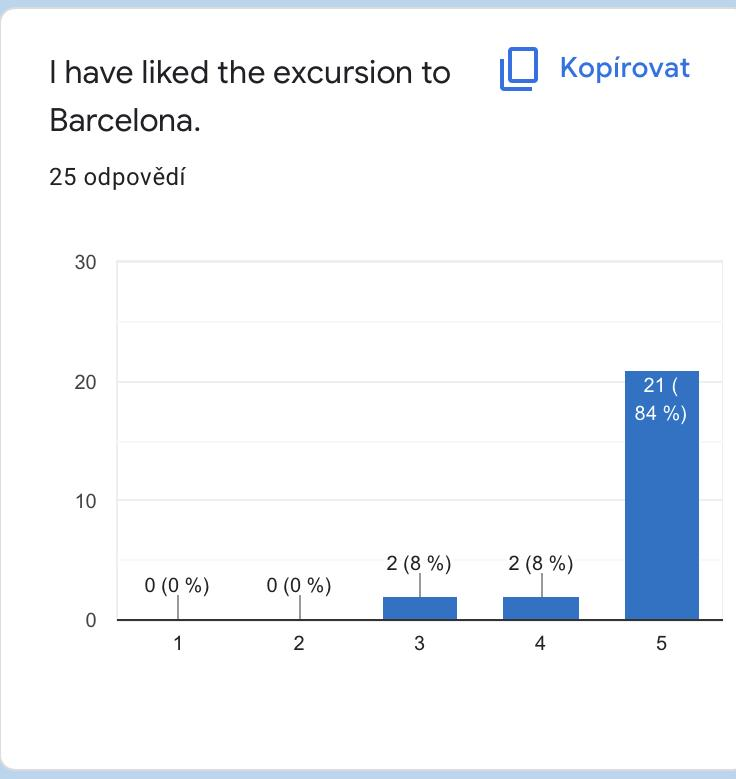 I have liked the excursion to
Kopírovat
Barcelona.
25 odpovědí
30
20
10
0
0 (0 %)
0 (0 %)
2 (8 %)
2 (8 %)
21 (
84 %)
1
2
3
4
5